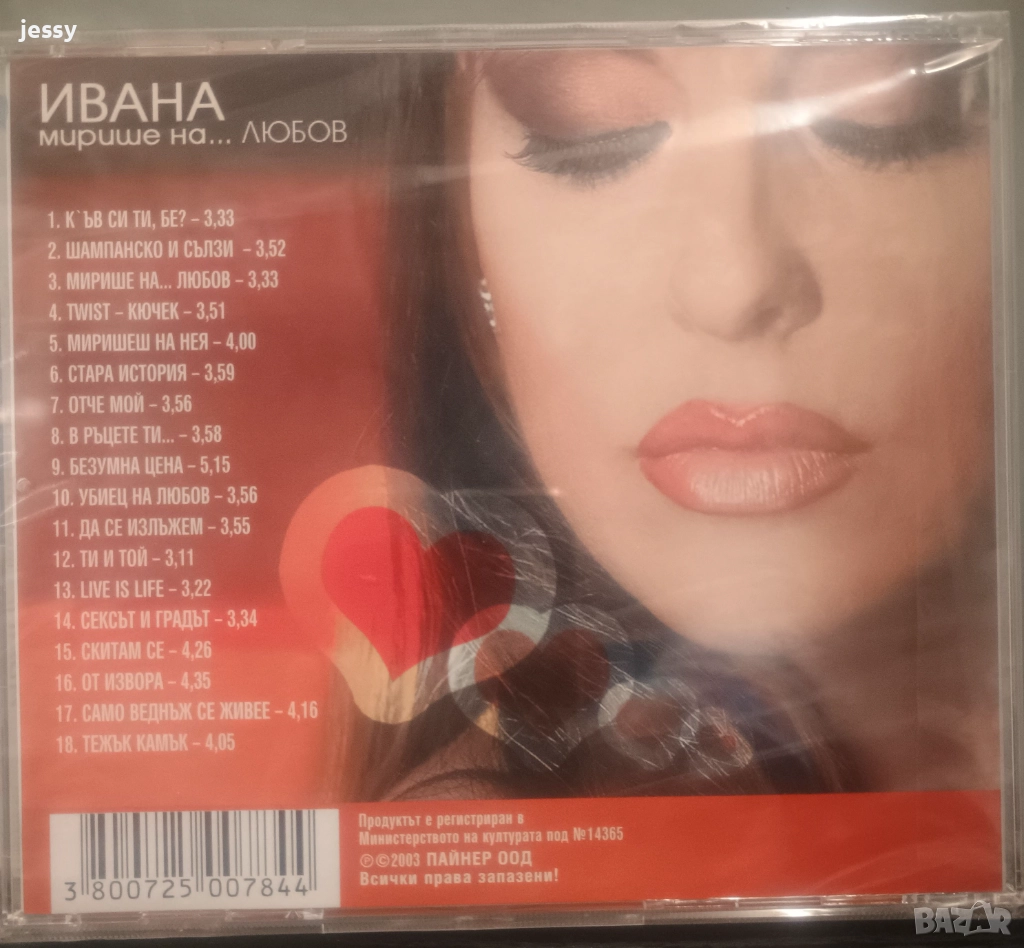 jessy
ИВАНА
мирише на... ЛЮБОВ
1. К`ЪВ СИ ТИ, БЕ? – 3,33
2. ШАМПАНСКО И СЪЛЗИ – 3,52
3. МИРИШЕ НА... ЛЮБОВ – 3,33
4. TWIST – КЮЧЕК – 3,51
5. МИРИШЕШ НА НЕЯ – 4,00
6. СТАРА ИСТОРИЯ – 3,59
7. ОТЧЕ МОЙ – 3,56
8. В РЪЦЕТЕ ТИ... – 3,58
9. БЕЗУМНА ЦЕНА – 5,15
10. УБИЕЦ НА ЛЮБОВ – 3,56
11. ДА СЕ ИЗЛЪЖЕМ – 3,55
12. ТИ И ТОЙ – 3,11
13. LIVE IS LIFE – 3,22
14. СЕКСЪТ И ГРАДЪТ – 3,34
15. СКИТАМ СЕ – 4,26
16. ОТ ИЗВОРА – 4,35
17. САМО ВЕДНЪЖ СЕ ЖИВЕЕ – 4,16
18. ТЕЖЪК КАМЪК – 4,05
Продуктът е регистриран в
Министерството на културата под №14365
℗©2003 ПАЙНЕР ООД
Всички права запазени!
3 800725 007844
BAZAR